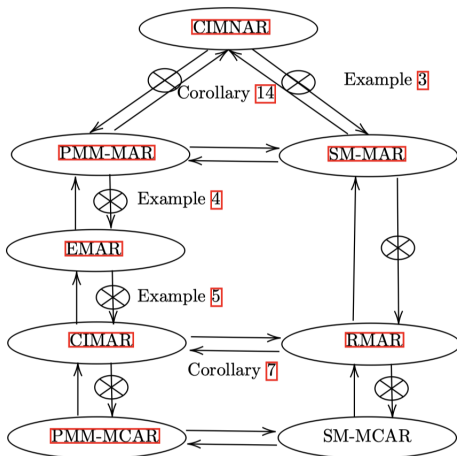 CIMNAR
Example 3
Corollary 14
PMM-MAR
SM-MAR
Example 4
EMAR
Example 5
CIMAR
RMAR
Corollary 7
PMM-MCAR
SM-MCAR